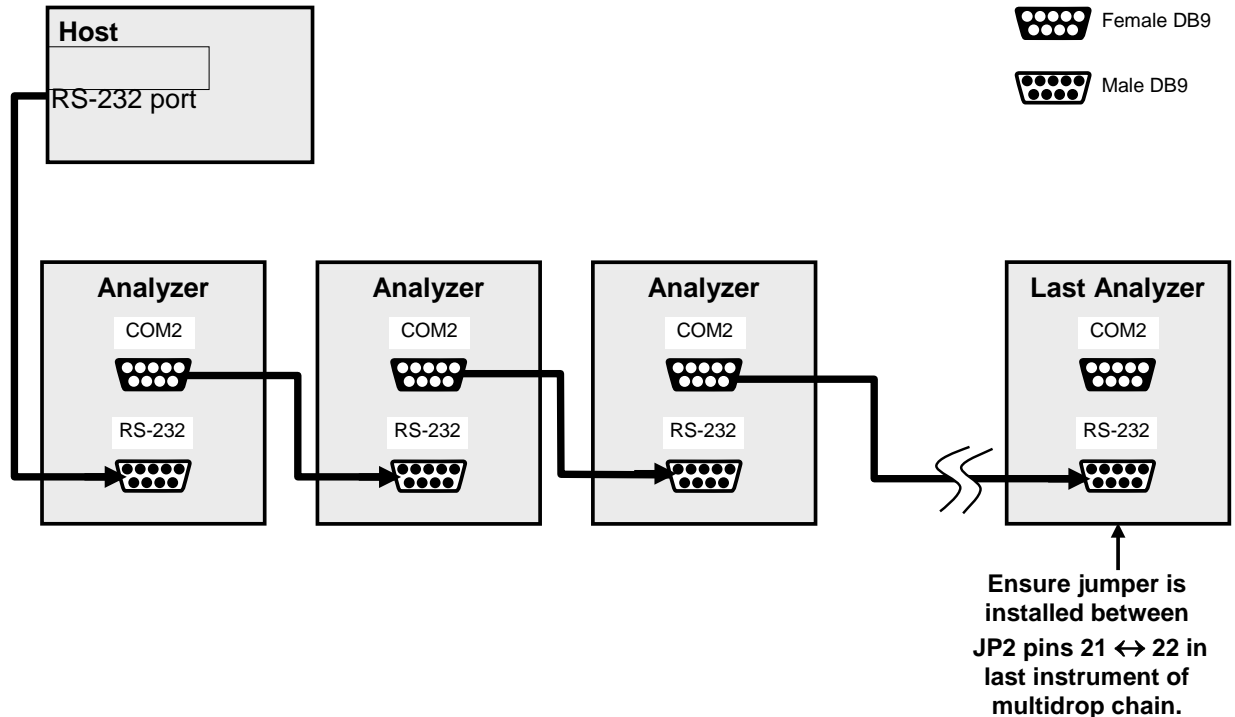 Host
RS-232 port
Female DB9
Male DB9
Analyzer
COM2
RS-232
Analyzer
COM2
RS-232
Analyzer
COM2
RS-232
Last Analyzer
COM2
RS-232
Ensure jumper is
installed between
JP2 pins 21 ↔ 22 in
last instrument of
multidrop chain.